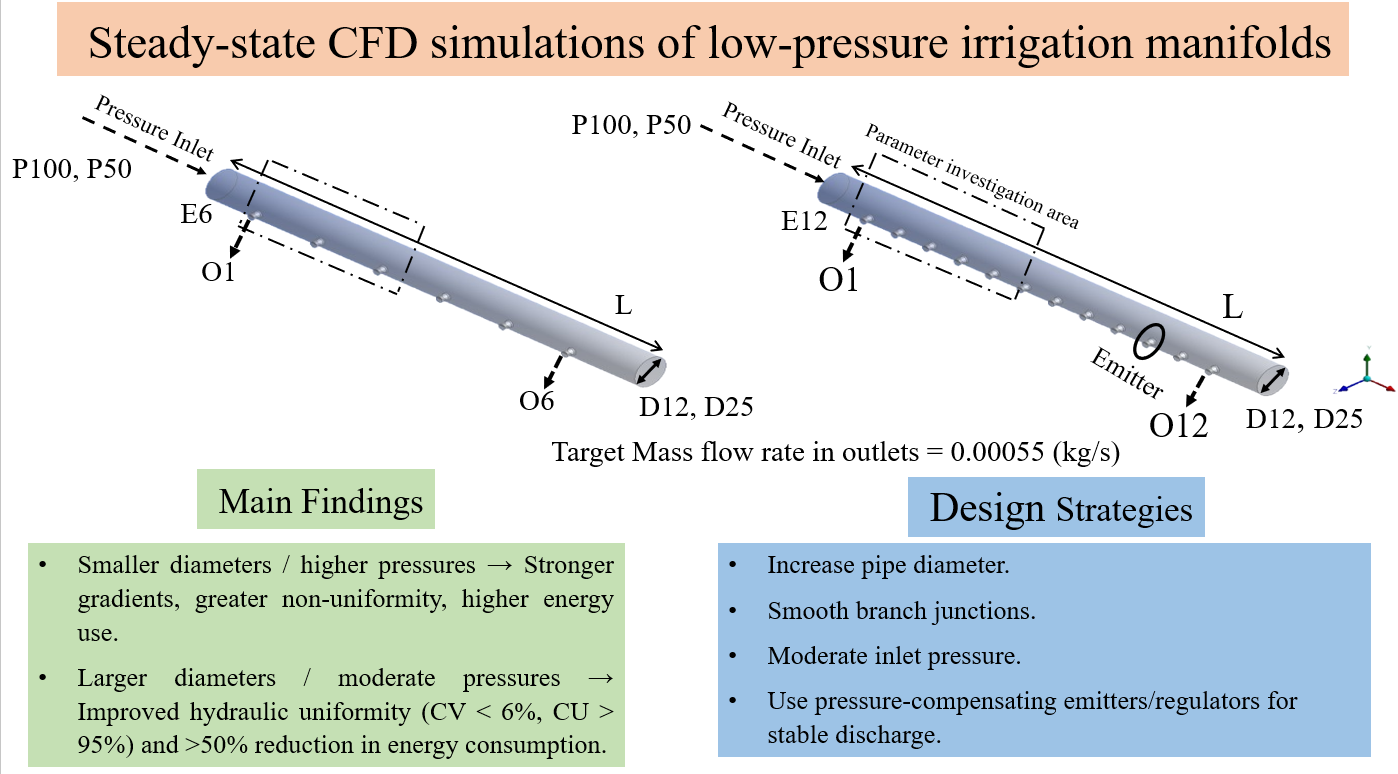 Steady-state CFD simulations of low-pressure irrigation manifolds
Pressure Inlet
P100, P50
E6
O1
L
O6
D12, D25
P100, P50
Pressure Inlet
Parameter investigation area
E12
O1
L
Emitter
O12
D12, D25
Target Mass flow rate in outlets = 0.00055 (kg/s)
Main Findings
• Smaller diameters / higher pressures → Stronger
gradients, greater non-uniformity, higher energy
use.
• Larger diameters / moderate pressures →
Improved hydraulic uniformity (CV < 6%, CU >
95%) and >50% reduction in energy consumption.
Design Strategies
• Increase pipe diameter.
• Smooth branch junctions.
• Moderate inlet pressure.
• Use pressure-compensating emitters/regulators for
stable discharge.